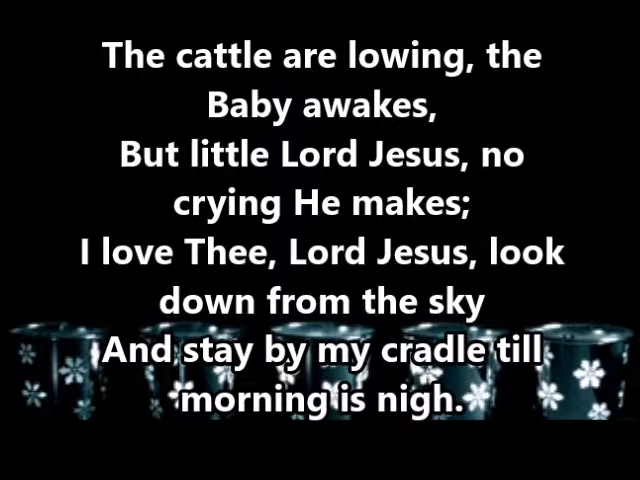 The cattle are lowing, the
Baby awakes,
But little Lord Jesus, no
crying He makes;
I love Thee, Lord Jesus, look
down from the sky
And stay by my cradle till
morning is nigh.